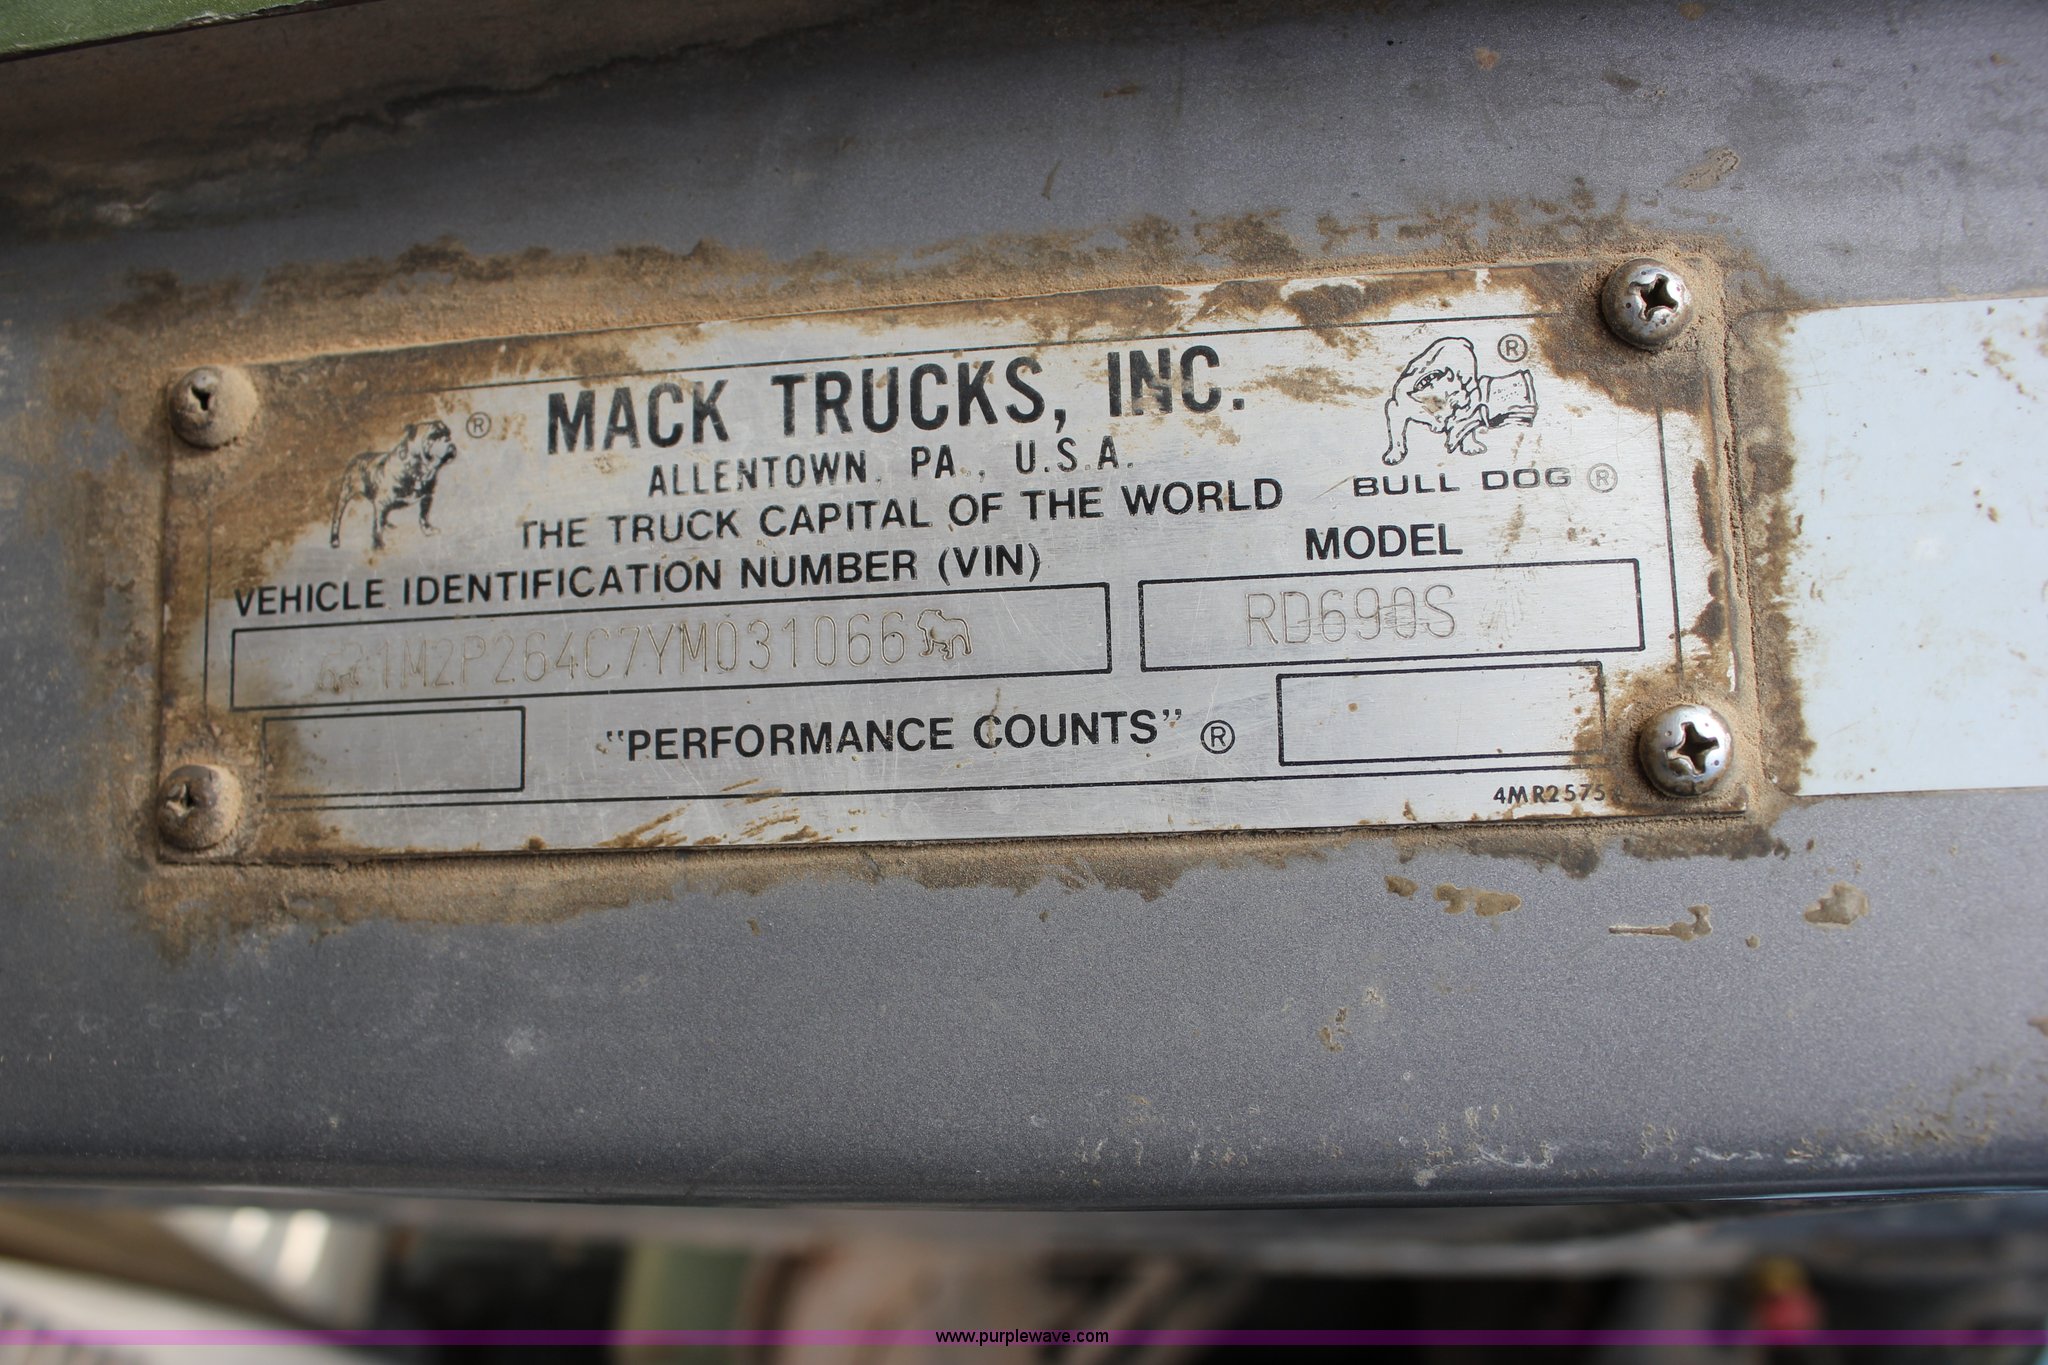 MACK TRUCKS, INC.
ALLENTOWN, PA., U.S.A.
THE TRUCK CAPITAL OF THE WORLD
®
BULL DOG ®
®
VEHICLE IDENTIFICATION NUMBER (VIN)
MODEL
1M2P264C7YM031066
RD690S
"PERFORMANCE COUNTS" ®
4MR2575
www.purplewave.com